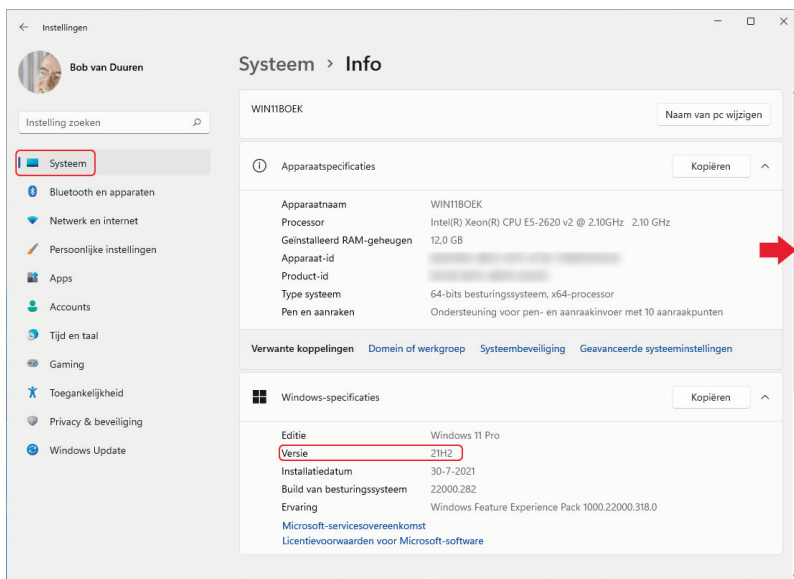 Instellingen
Bob van Duuren
Instelling zoeken
Systeem
Bluetooth en apparaten
Netwerk en internet
Persoonlijke instellingen
Apps
Accounts
Tijd en taal
Gaming
Toegankelijkheid
Privacy & beveiliging
Windows Update
Systeem > Info
WIN11BOEK
Naam van pc wijzigen
Apparaatspecificaties
Kopiëren
Apparaatnaam WIN11BOEK
Processor Intel(R) Xeon(R) CPU E5-2620 v2 @ 2.10GHz 2.10 GHz
Geïnstalleerd RAM-geheugen 12,0 GB
Apparaat-id
Product-id
Type systeem 64-bits besturingssysteem, x64-processor
Pen en aanraken Ondersteuning voor pen- en aanraakinvoer met 10 aanraakpunten
Verwante koppelingen Domein of werkgroep Systeembeveiliging Geavanceerde systeeminstellingen
Windows-specificaties
Kopiëren
Editie Windows 11 Pro
Versie 21H2
Installatiedatum 30-7-2021
Build van besturingssysteem 22000.282
Ervaring Windows Feature Experience Pack 1000.22000.318.0
Microsoft-servicesovereenkomst
Licentievoorwaarden voor Microsoft-software